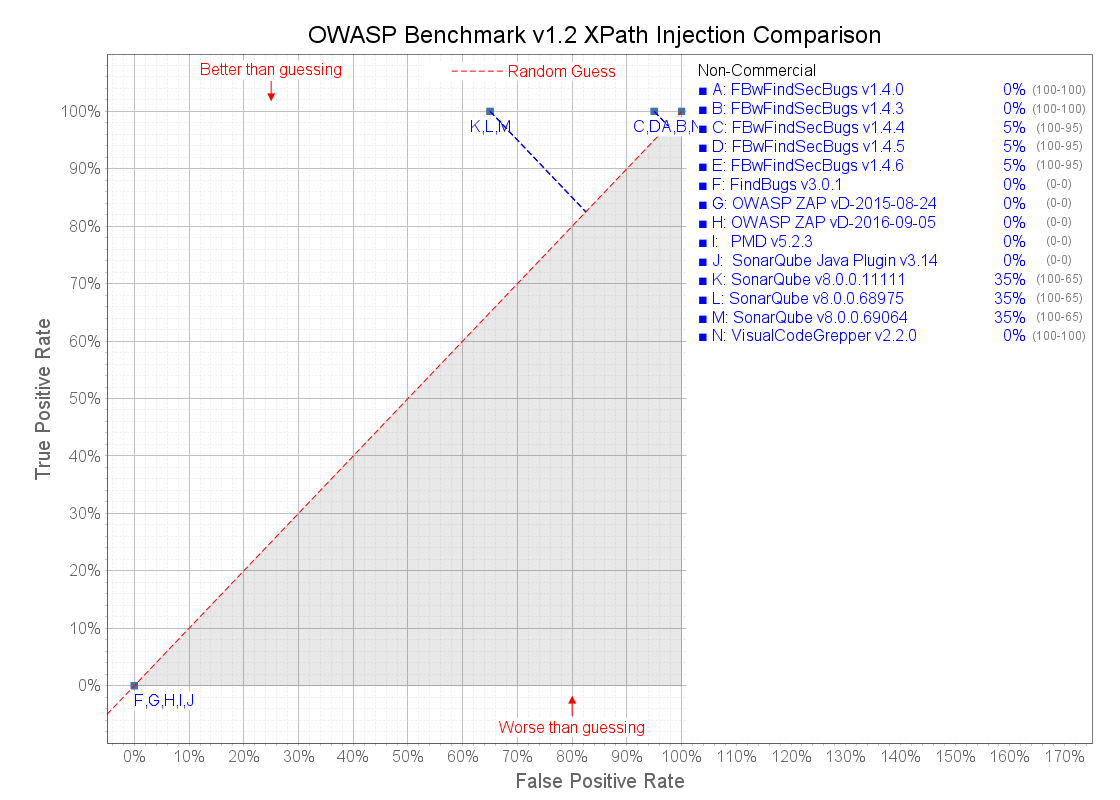 OWASP Benchmark v1.2 XPath Injection Comparison
Better than guessing
Random Guess
Non-Commercial
A: FBwFindSecBugs v1.4.0 0% (100-100)
B: FBwFindSecBugs v1.4.3 0% (100-100)
C: FBwFindSecBugs v1.4.4 5% (100-95)
D: FBwFindSecBugs v1.4.5 5% (100-95)
E: FBwFindSecBugs v1.4.6 5% (100-95)
F: FindBugs v3.0.1 0% (0-0)
G: OWASP ZAP vD-2015-08-24 0% (0-0)
H: OWASP ZAP vD-2016-09-05 0% (0-0)
I: PMD v5.2.3 0% (0-0)
J: SonarQube Java Plugin v3.14 0% (0-0)
K: SonarQube v8.0.0.11111 35% (100-65)
L: SonarQube v8.0.0.68975 35% (100-65)
M: SonarQube v8.0.0.69064 35% (100-65)
N: VisualCodeGrepper v2.2.0 0% (100-100)
100%
90%
80%
70%
60%
50%
40%
30%
20%
10%
0%
True Positive Rate
K,L,M
C,DA,B,N
F,G,H,I,J
Worse than guessing
0% 10% 20% 30% 40% 50% 60% 70% 80% 90% 100% 110% 120% 130% 140% 150% 160% 170%
False Positive Rate